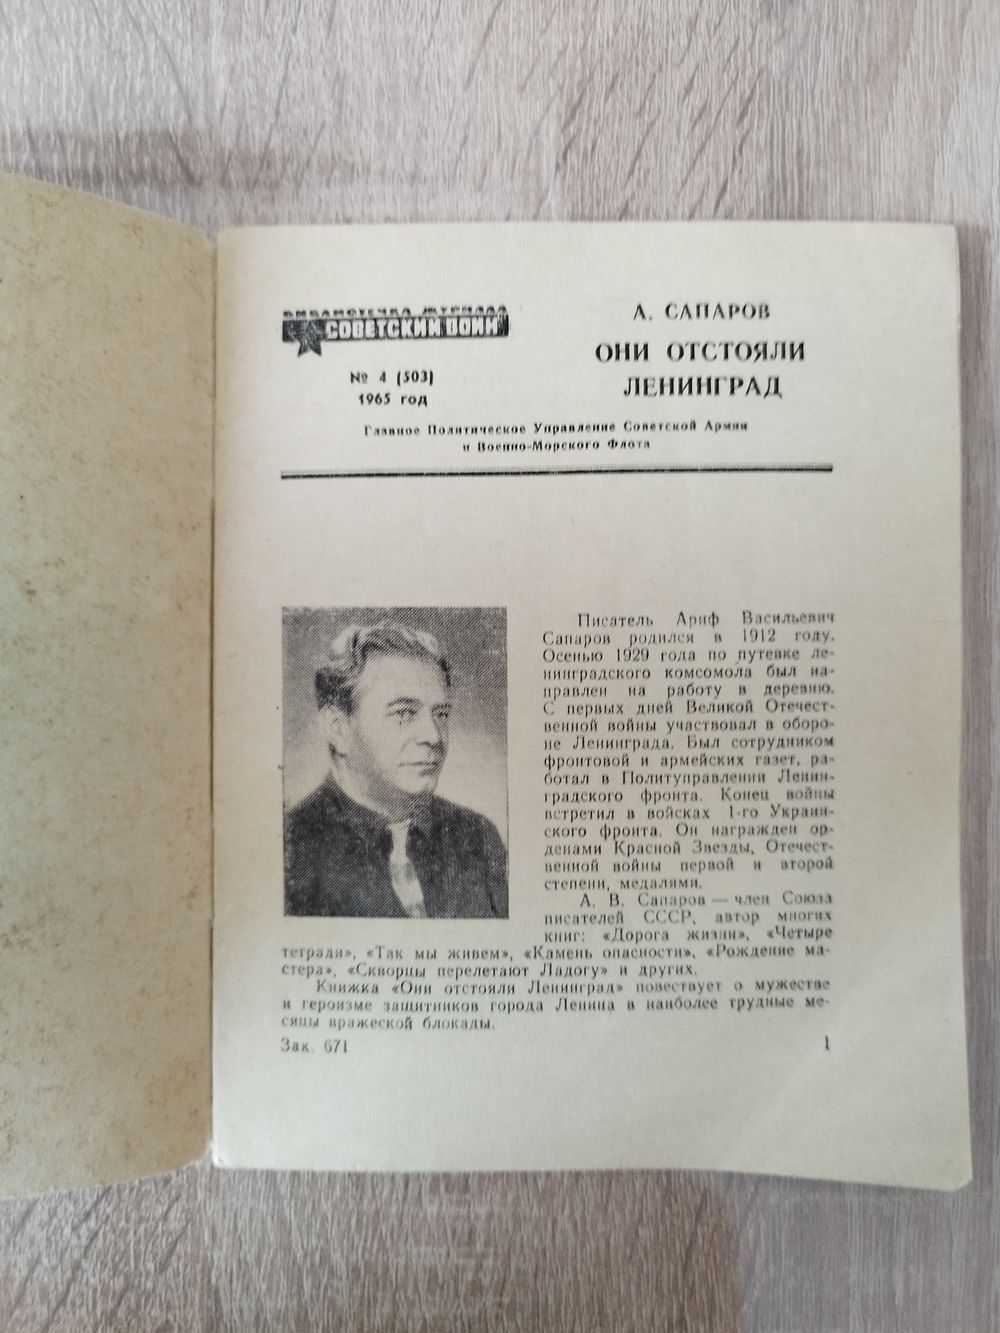 БИБЛИОТЕЧКА ЖУРНАЛА
СОВЕТСКИЙ ВОИН
№ 4 (503)
1965 год
А. САПАРОВ
ОНИ ОТСТОЯЛИ
ЛЕНИНГРАД
Главное Политическое Управление Советской Армии
и Военно-Морского Флота
Писатель Ариф Васильевич
Сапаров родился в 1912 году.
Осенью 1929 года по путевке ле-
нинградского комсомола был на-
правлен на работу в деревню.
С первых дней Великой Отечест-
венной войны участвовал в оборо-
не Ленинграда. Был сотрудником
фронтовой и армейских газет, ра-
ботал в Политуправлении Ленин-
градского фронта. Конец войны
встретил в войсках 1-го Украин-
ского фронта. Он награжден ор-
денами Красной Звезды, Отечест-
венной войны первой и второй
степени, медалями.
А. В. Сапаров — член Союза
писателей СССР, автор многих
книг: «Дорога жизни», «Четыре
тетради», «Так мы живем», «Камень опасности», «Рождение ма-
стера», «Скворцы перелетают Ладогу» и других.
Книжка «Они отстояли Ленинград» повествует о мужестве
и героизме защитников города Ленина в наиболее трудные ме-
сяцы вражеской блокады.
Зак. 671
1